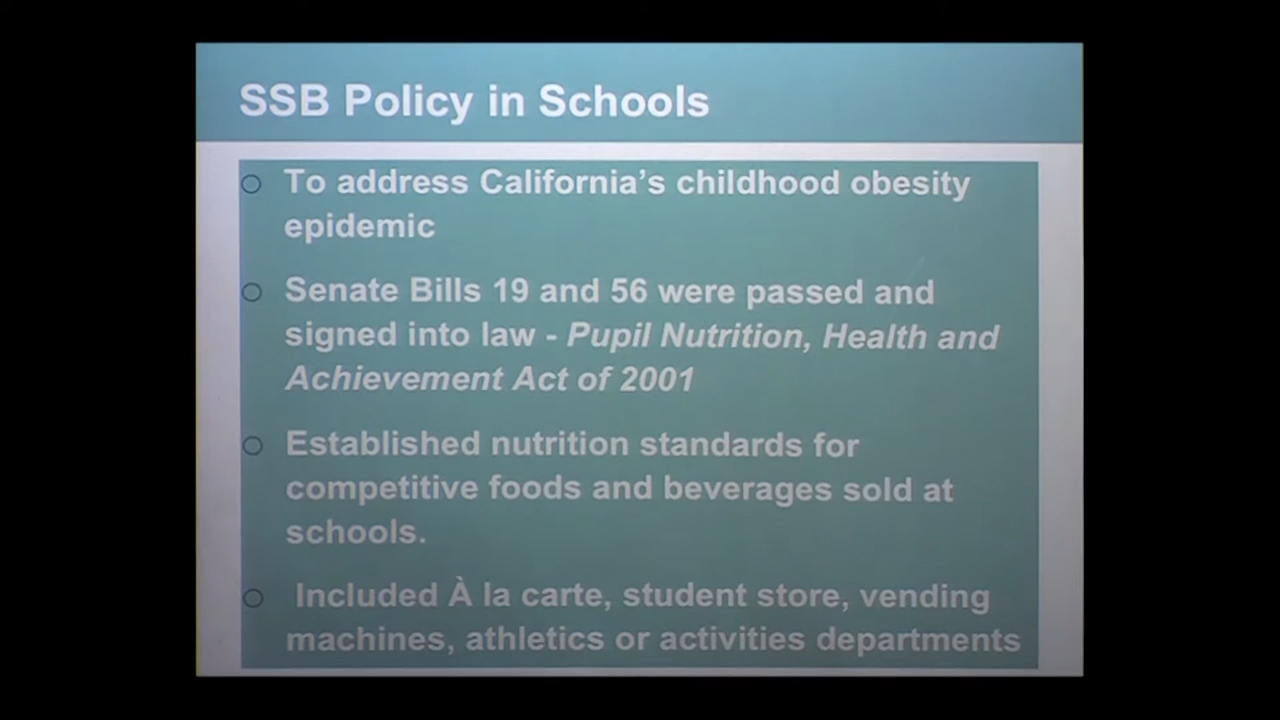 SSB Policy in Schools
To address California's childhood obesity
epidemic
Senate Bills 19 and 56 were passed and
signed into law - Pupil Nutrition, Health and
Achievement Act of 2001
Established nutrition standards for
competitive foods and beverages sold at
schools.
Included À la carte, student store, vending
machines, athletics or activities departments